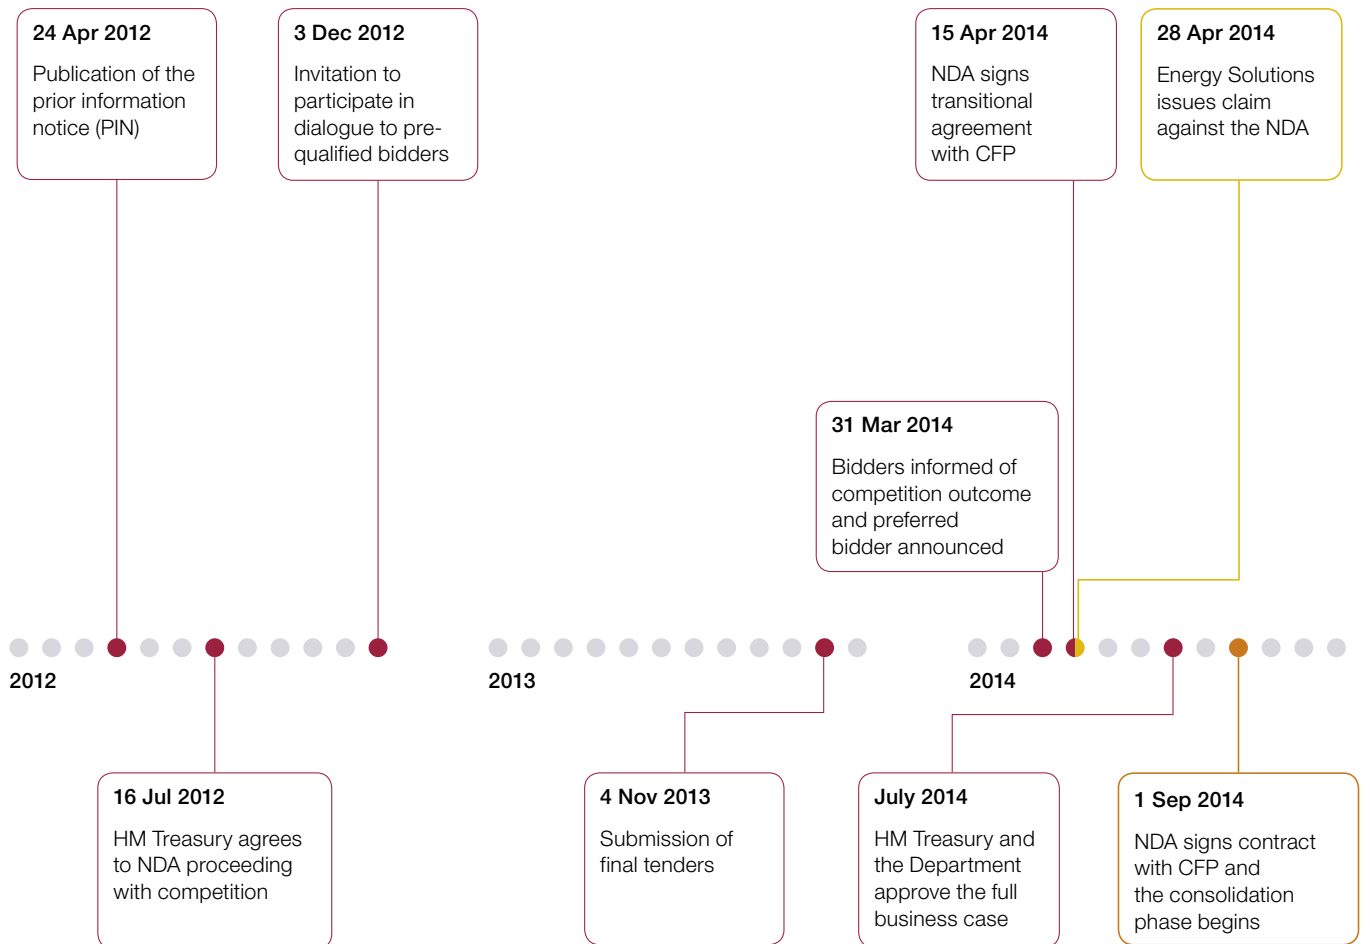 24 Apr 2012
Publication of the
prior information
notice (PIN)
3 Dec 2012
Invitation to
participate in
dialogue to pre-
qualified bidders
15 Apr 2014
NDA signs
transitional
agreement
with CFP
28 Apr 2014
Energy Solutions
issues claim
against the NDA
31 Mar 2014
Bidders informed of
competition outcome
and preferred
bidder announced
2012
2013
2014
16 Jul 2012
HM Treasury agrees
to NDA proceeding
with competition
4 Nov 2013
Submission of
final tenders
July 2014
HM Treasury and
the Department
approve the full
business case
1 Sep 2014
NDA signs contract
with CFP and
the consolidation
phase begins